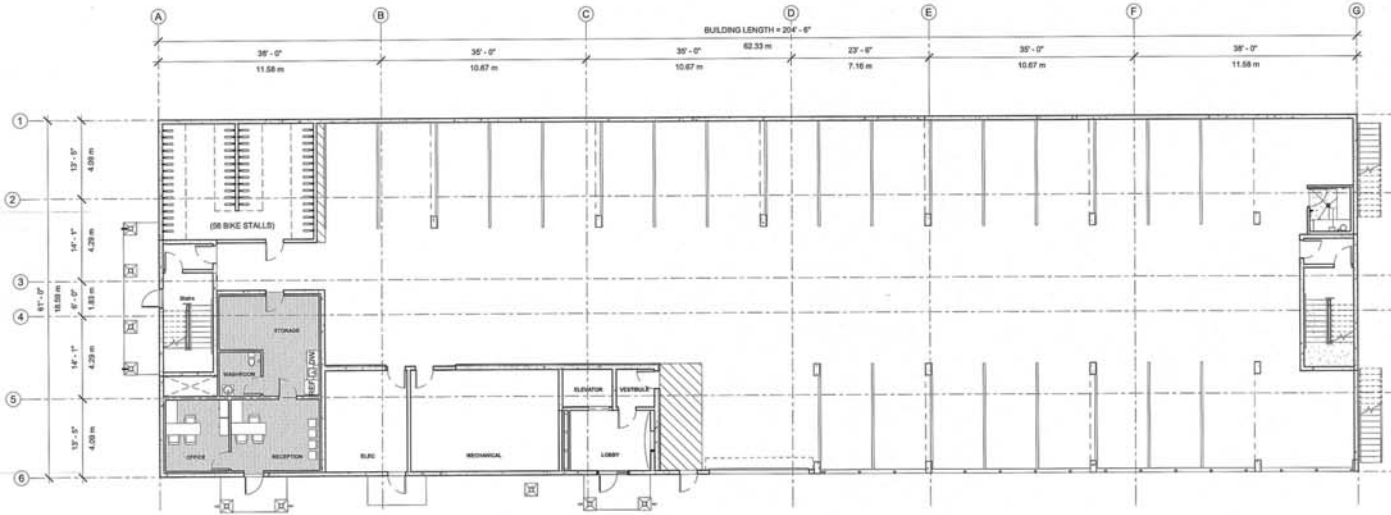 A B C D E F G
BUILDING LENGTH = 204' - 6"
62.33 m
38' - 0" 35' - 0" 35' - 0" 23' - 6" 35' - 0" 38' - 0"
11.58 m 10.67 m 10.67 m 7.16 m 10.67 m 11.58 m
1
13' - 5"
4.09 m
2
(56 BIKE STALLS)
14' - 1"
4.29 m
3
61' - 0"
18.59 m
6' - 0"
1.83 m
Stairs
4
STORAGE
14' - 1"
4.29 m
WASHROOM
REF.
DW
ELEVATOR
VESTIBULE
5
13' - 5"
4.09 m
OFFICE
RECEPTION
ELEC
MECHANICAL
LOBBY
6